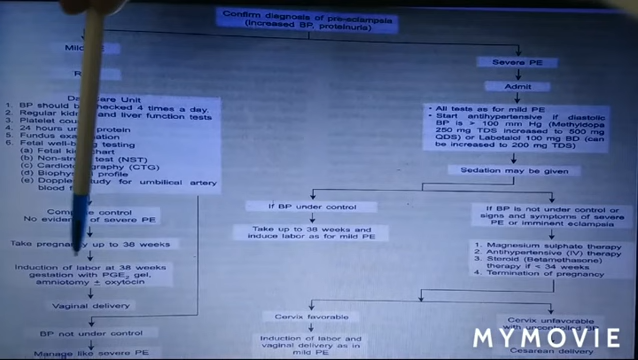 Confirm diagnosis of pre-eclampsia
(Increased BP, proteinuria)
Mild
Severe PE
Admit
Day Care Unit
1. BP should be checked 4 times a day
2. Regular kidney and liver function tests
3. Platelet count
4. 24 hours urine protein
5. Fundus examination
6. Fetal well-being testing
(a) Fetal kick chart
(b) Non-stress test (NST)
(c) Cardiotography (CTG)
(d) Biophysical profile
(e) Doppler study for umbilical artery
blood
• All tests as for mild PE
• Start antihypertensive if diastolic
BP is > 100 mm Hg (Methyldopa
250 mg TDS increased to 500 mg
QDS) or Labetalol 100 mg BD (can
be increased to 200 mg TDS)
Sedation may be given
If BP under control
If BP is not under control or
signs and symptoms of severe
PE or imminent eclampsia
Complete control
No evidence of severe PE
Take up to 38 weeks and
induce labor as for mild PE
Take pregnancy up to 38 weeks
1. Magnesium sulphate therapy
2. Antihypertensive (IV) therapy
3. Steroid (Betamethasone)
therapy if < 34 weeks
4. Termination of pregnancy
Induction of labor at 38 weeks
gestation with PGE2 gel,
amniotomy ± oxytocin
Vaginal delivery
Cervix favorable
Cervix unfavorable
with uncontrolled BP
BP not under control
Induction of labor and
vaginal delivery as in
mild PE
Cesarean delivery
Manage like severe PE
MYMOVIE